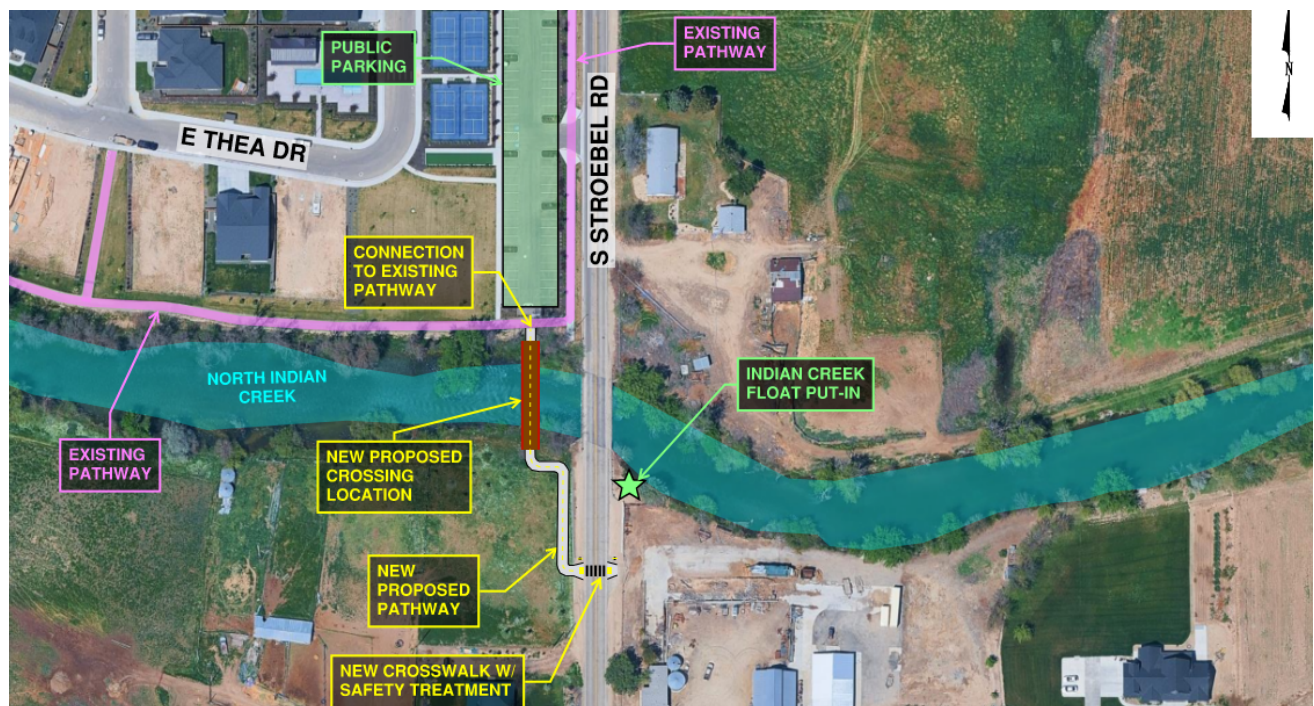 PUBLIC
PARKING
EXISTING
PATHWAY
N
S STROEBEL RD
E THEA DR
CONNECTION
TO EXISTING
PATHWAY
NORTH INDIAN
CREEK
INDIAN CREEK
FLOAT PUT-IN
EXISTING
PATHWAY
NEW PROPOSED
CROSSING
LOCATION
NEW
PROPOSED
PATHWAY
NEW CROSSWALK W/
SAFETY TREATMENT